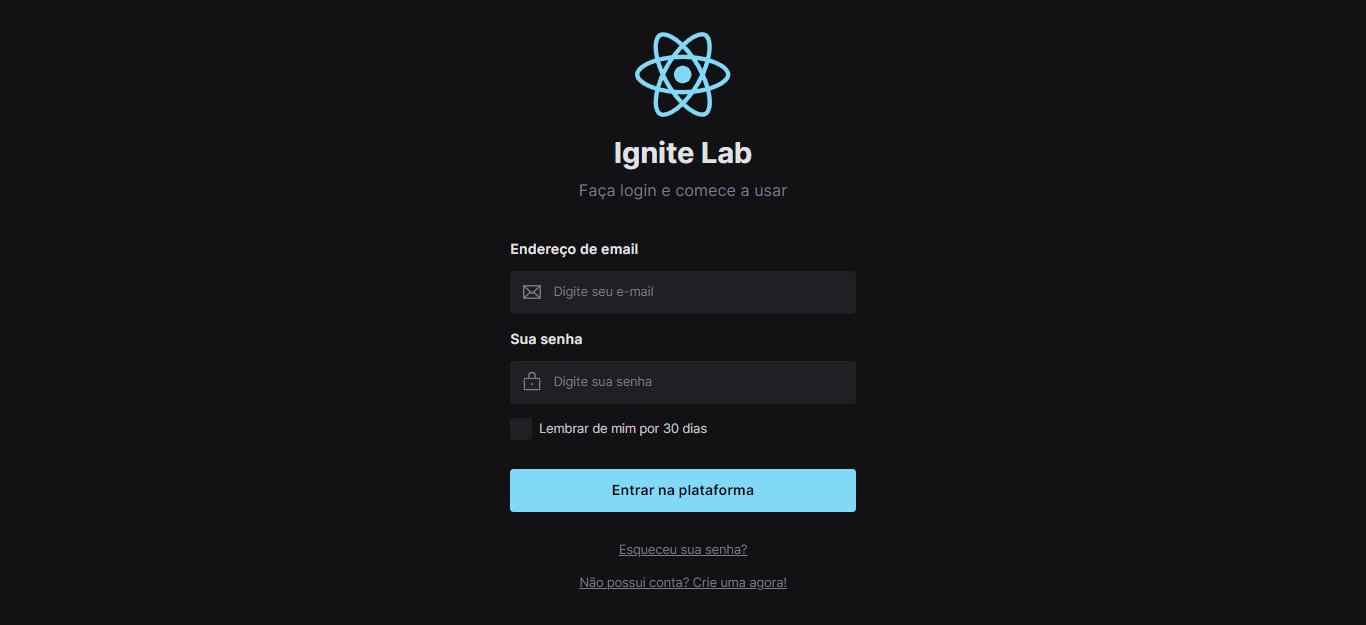 Ignite Lab
Faça login e comece a usar
Endereço de email
Digite seu e-mail
Sua senha
Digite sua senha
Lembrar de mim por 30 dias
Entrar na plataforma
Esqueceu sua senha?
Não possui conta? Crie uma agora!